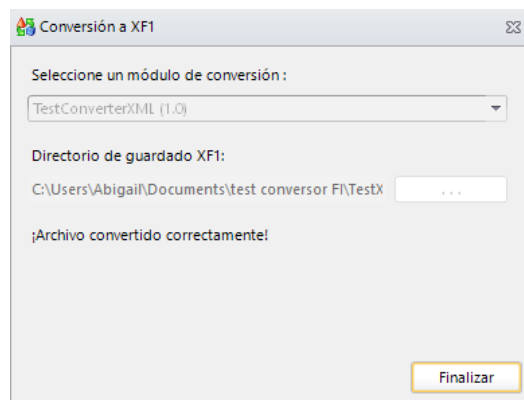 Conversión a XF1
Seleccione un módulo de conversión :
TestConverterXML (1.0)
Directorio de guardado XF1:
C:\Users\Abigail\Documents\test conversor FI\TestX
...
¡Archivo convertido correctamente!
Finalizar